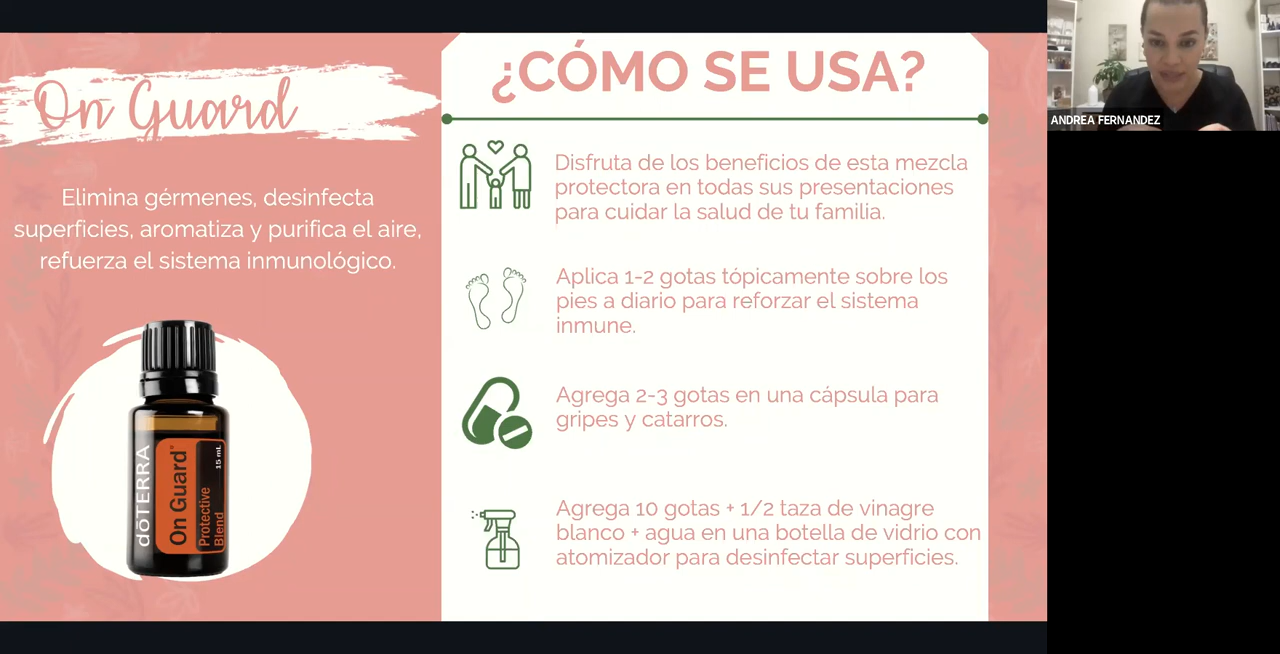 On Guard
Elimina gérmenes, desinfecta
superficies, aromatiza y purifica el aire,
refuerza el sistema inmunológico.
dōTERRA
On Guard®
Protective
Blend
15 mL
¿CÓMO SE USA?
Disfruta de los beneficios de esta mezcla
protectora en todas sus presentaciones
para cuidar la salud de tu familia.
Aplica 1-2 gotas tópicamente sobre los
pies a diario para reforzar el sistema
inmune.
Agrega 2-3 gotas en una cápsula para
gripes y catarros.
Agrega 10 gotas + 1/2 taza de vinagre
blanco + agua en una botella de vidrio con
atomizador para desinfectar superficies.
ANDREA FERNANDEZ